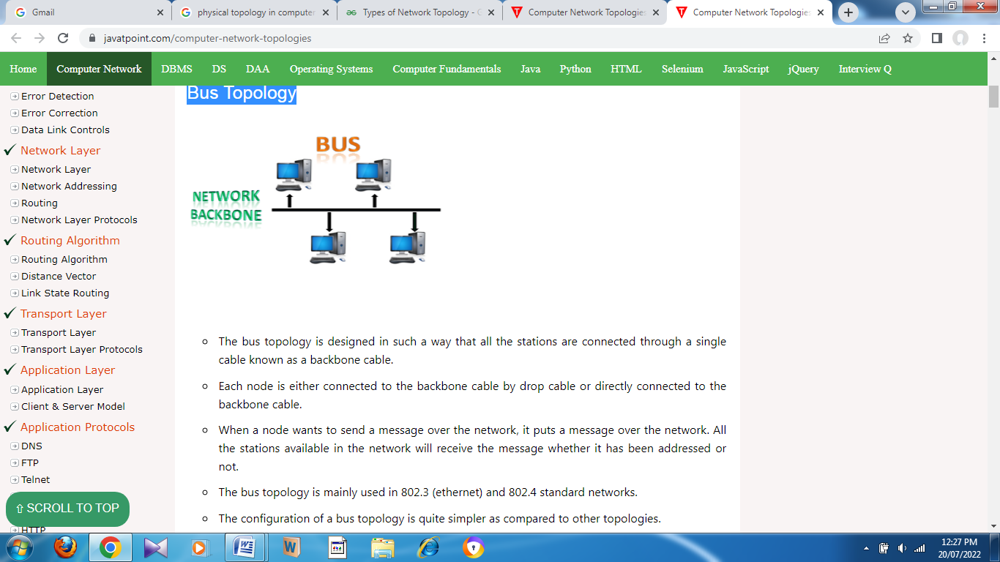 Gmail
physical topology in computer
Types of Network Topology - G
Computer Network Topologies
Computer Network Topologies
javatpoint.com/computer-network-topologies
Home
Computer Network
DBMS
DS
DAA
Operating Systems
Computer Fundamentals
Java
Python
HTML
Selenium
JavaScript
jQuery
Interview Q
Error Detection
Error Correction
Data Link Controls
Network Layer
Network Layer
Network Addressing
Routing
Network Layer Protocols
Routing Algorithm
Routing Algorithm
Distance Vector
Link State Routing
Transport Layer
Transport Layer
Transport Layer Protocols
Application Layer
Application Layer
Client & Server Model
Application Protocols
DNS
FTP
Telnet
⇧ SCROLL TO TOP
HTTP
Bus Topology
BUS
NETWORK
BACKBONE
The bus topology is designed in such a way that all the stations are connected through a single
cable known as a backbone cable.
Each node is either connected to the backbone cable by drop cable or directly connected to the
backbone cable.
When a node wants to send a message over the network, it puts a message over the network. All
the stations available in the network will receive the message whether it has been addressed or
not.
The bus topology is mainly used in 802.3 (ethernet) and 802.4 standard networks.
The configuration of a bus topology is quite simpler as compared to other topologies.
12:27 PM
20/07/2022